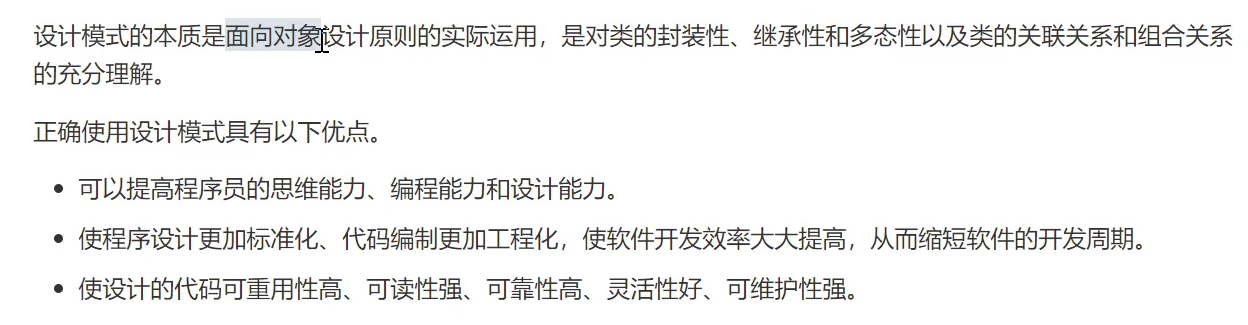 设计模式的本质是面向对象设计原则的实际运用，是对类的封装性、继承性和多态性以及类的关联关系和组合关系
的充分理解。
正确使用设计模式具有以下优点。
可以提高程序员的思维能力、编程能力和设计能力。
使程序设计更加标准化、代码编制更加工程化，使软件开发效率大大提高，从而缩短软件的开发周期。
使设计的代码可重用性高、可读性强、可靠性高、灵活性好、可维护性强。